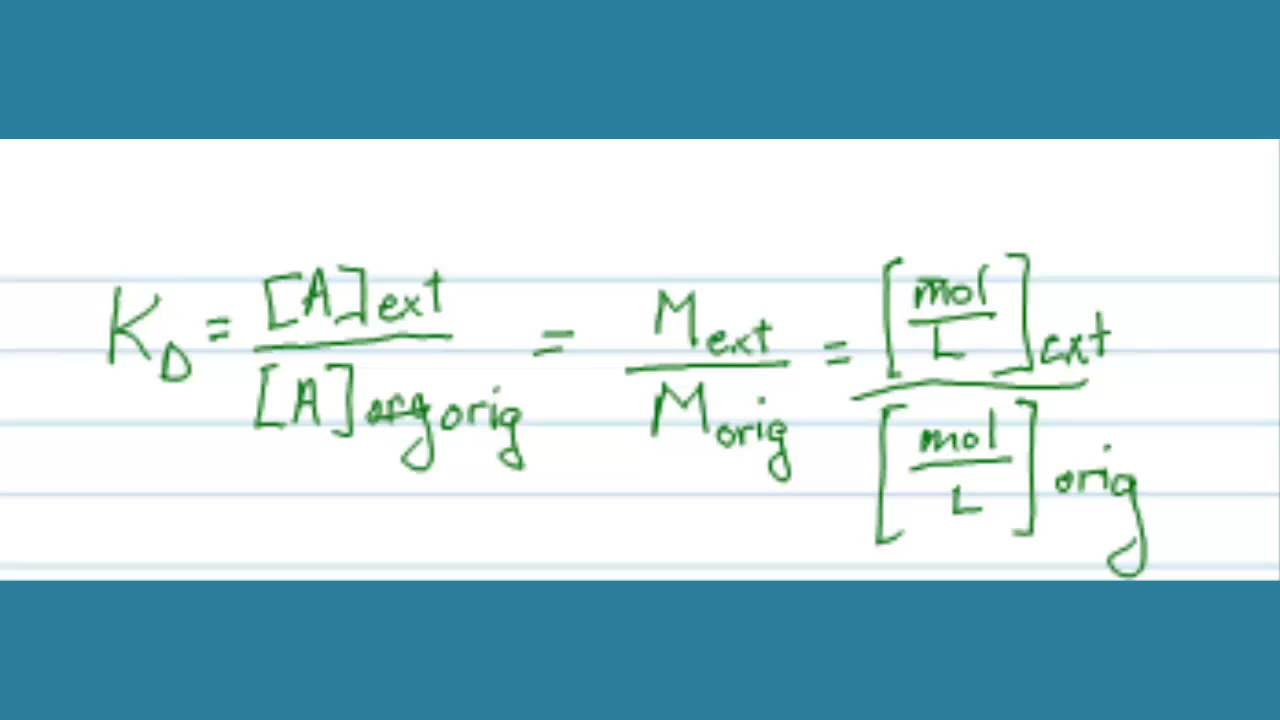 K_D = [A]ext / [A]org orig = M_ext / M_orig = [mol/L]ext / [mol/L]orig